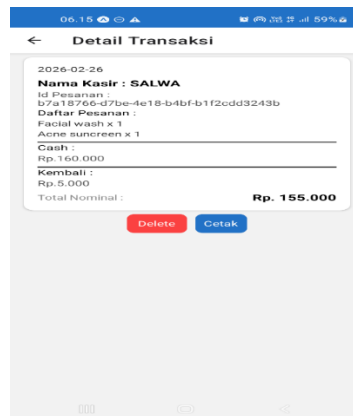 06.15 59%
← Detail Transaksi
2026-02-26
Nama Kasir : SALWA
Id Pesanan :
b7a18766-d7be-4e18-b4bf-b1f2cdd3243b
Daftar Pesanan :
Facial wash x 1
Acne suncreen x 1
Cash :
Rp.160.000
Kembali :
Rp.5.000
Total Nominal : Rp. 155.000
Delete Cetak